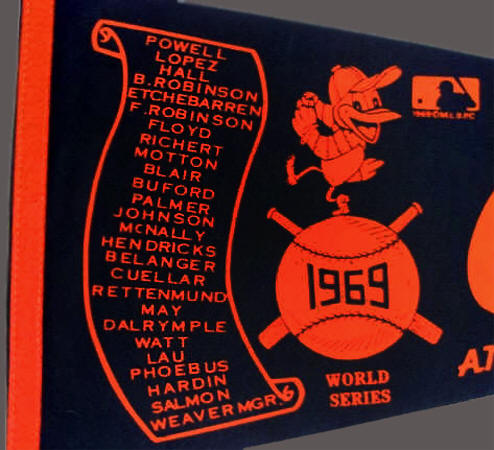 POWELL
LOPEZ
HALL
B. ROBINSON
ETCHEBARREN
F. ROBINSON
FLOYD
RICHERT
MOTTON
BLAIR
BUFORD
PALMER
JOHNSON
McNALLY
HENDRICKS
BELANGER
CUELLAR
RETTENMUND
MAY
DALRYMPLE
WATT
LAU
PHOEBUS
HARDIN
SALMON
WEAVER MGR.
1969
WORLD
SERIES
1969 ©M.L.B.P.C.
AT